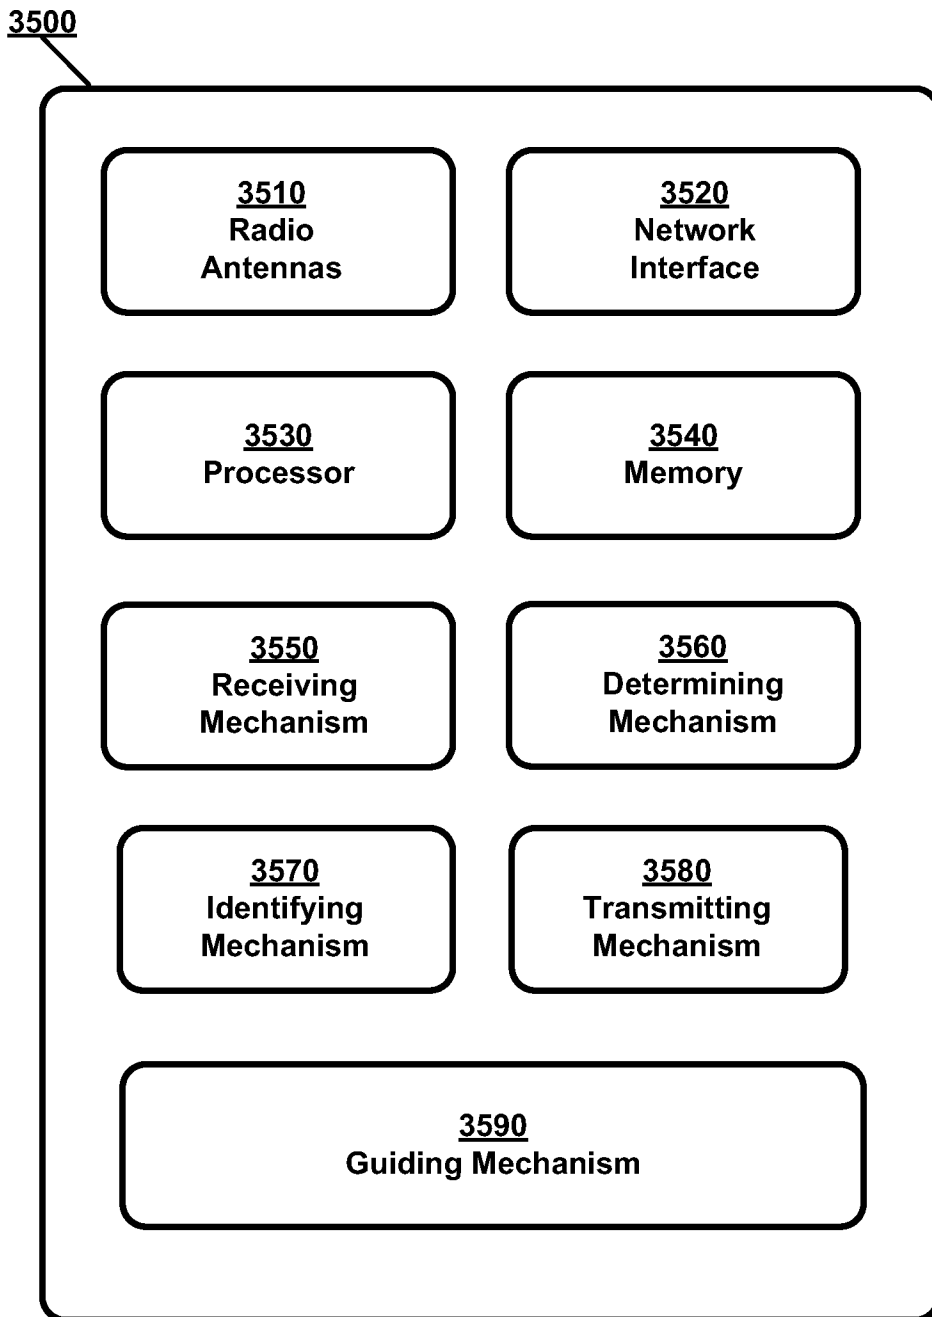 3500
3510
Radio
Antennas
3520
Network
Interface
3530
Processor
3540
Memory
3550
Receiving
Mechanism
3560
Determining
Mechanism
3570
Identifying
Mechanism
3580
Transmitting
Mechanism
3590
Guiding Mechanism